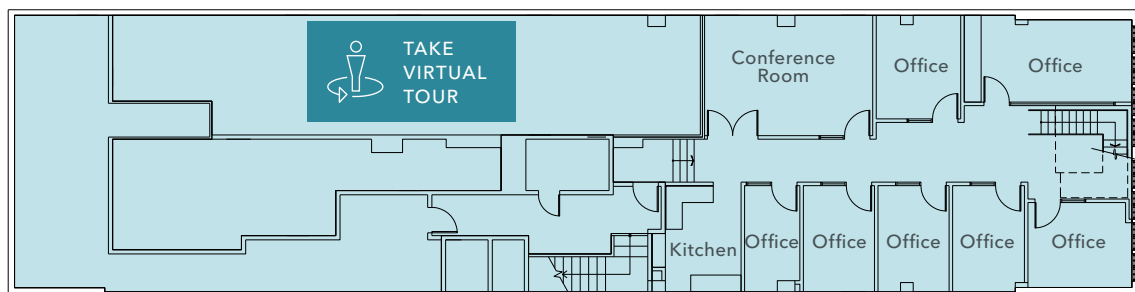 TAKE
VIRTUAL
TOUR
Conference
Room
Office
Office
Kitchen
Office
Office
Office
Office
Office